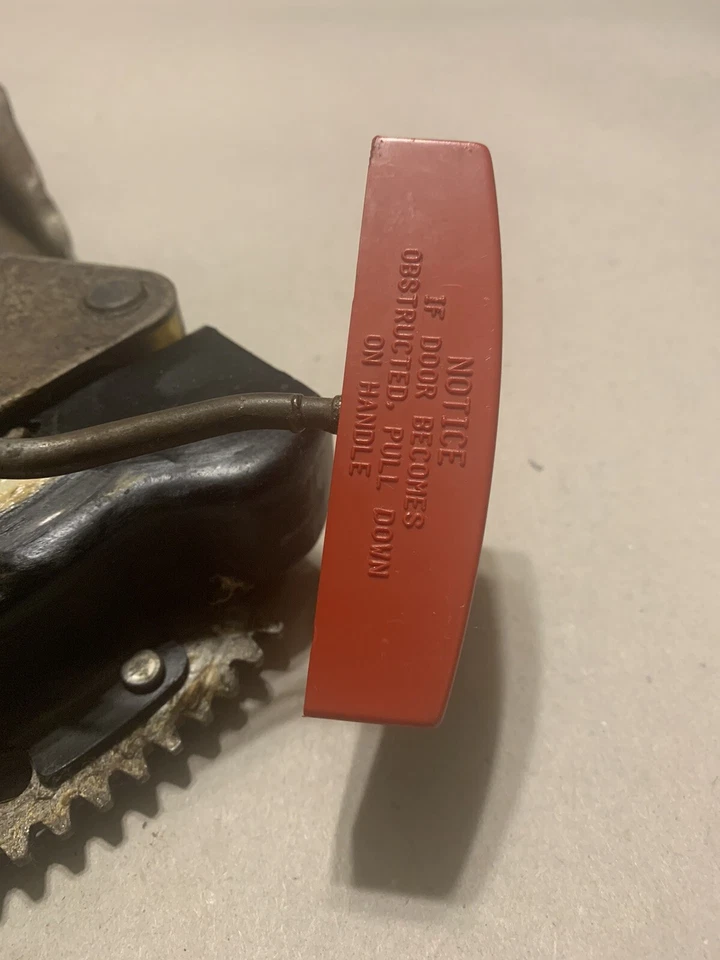 NOTICE
IF DOOR BECOMES
OBSTRUCTED, PULL DOWN
ON HANDLE